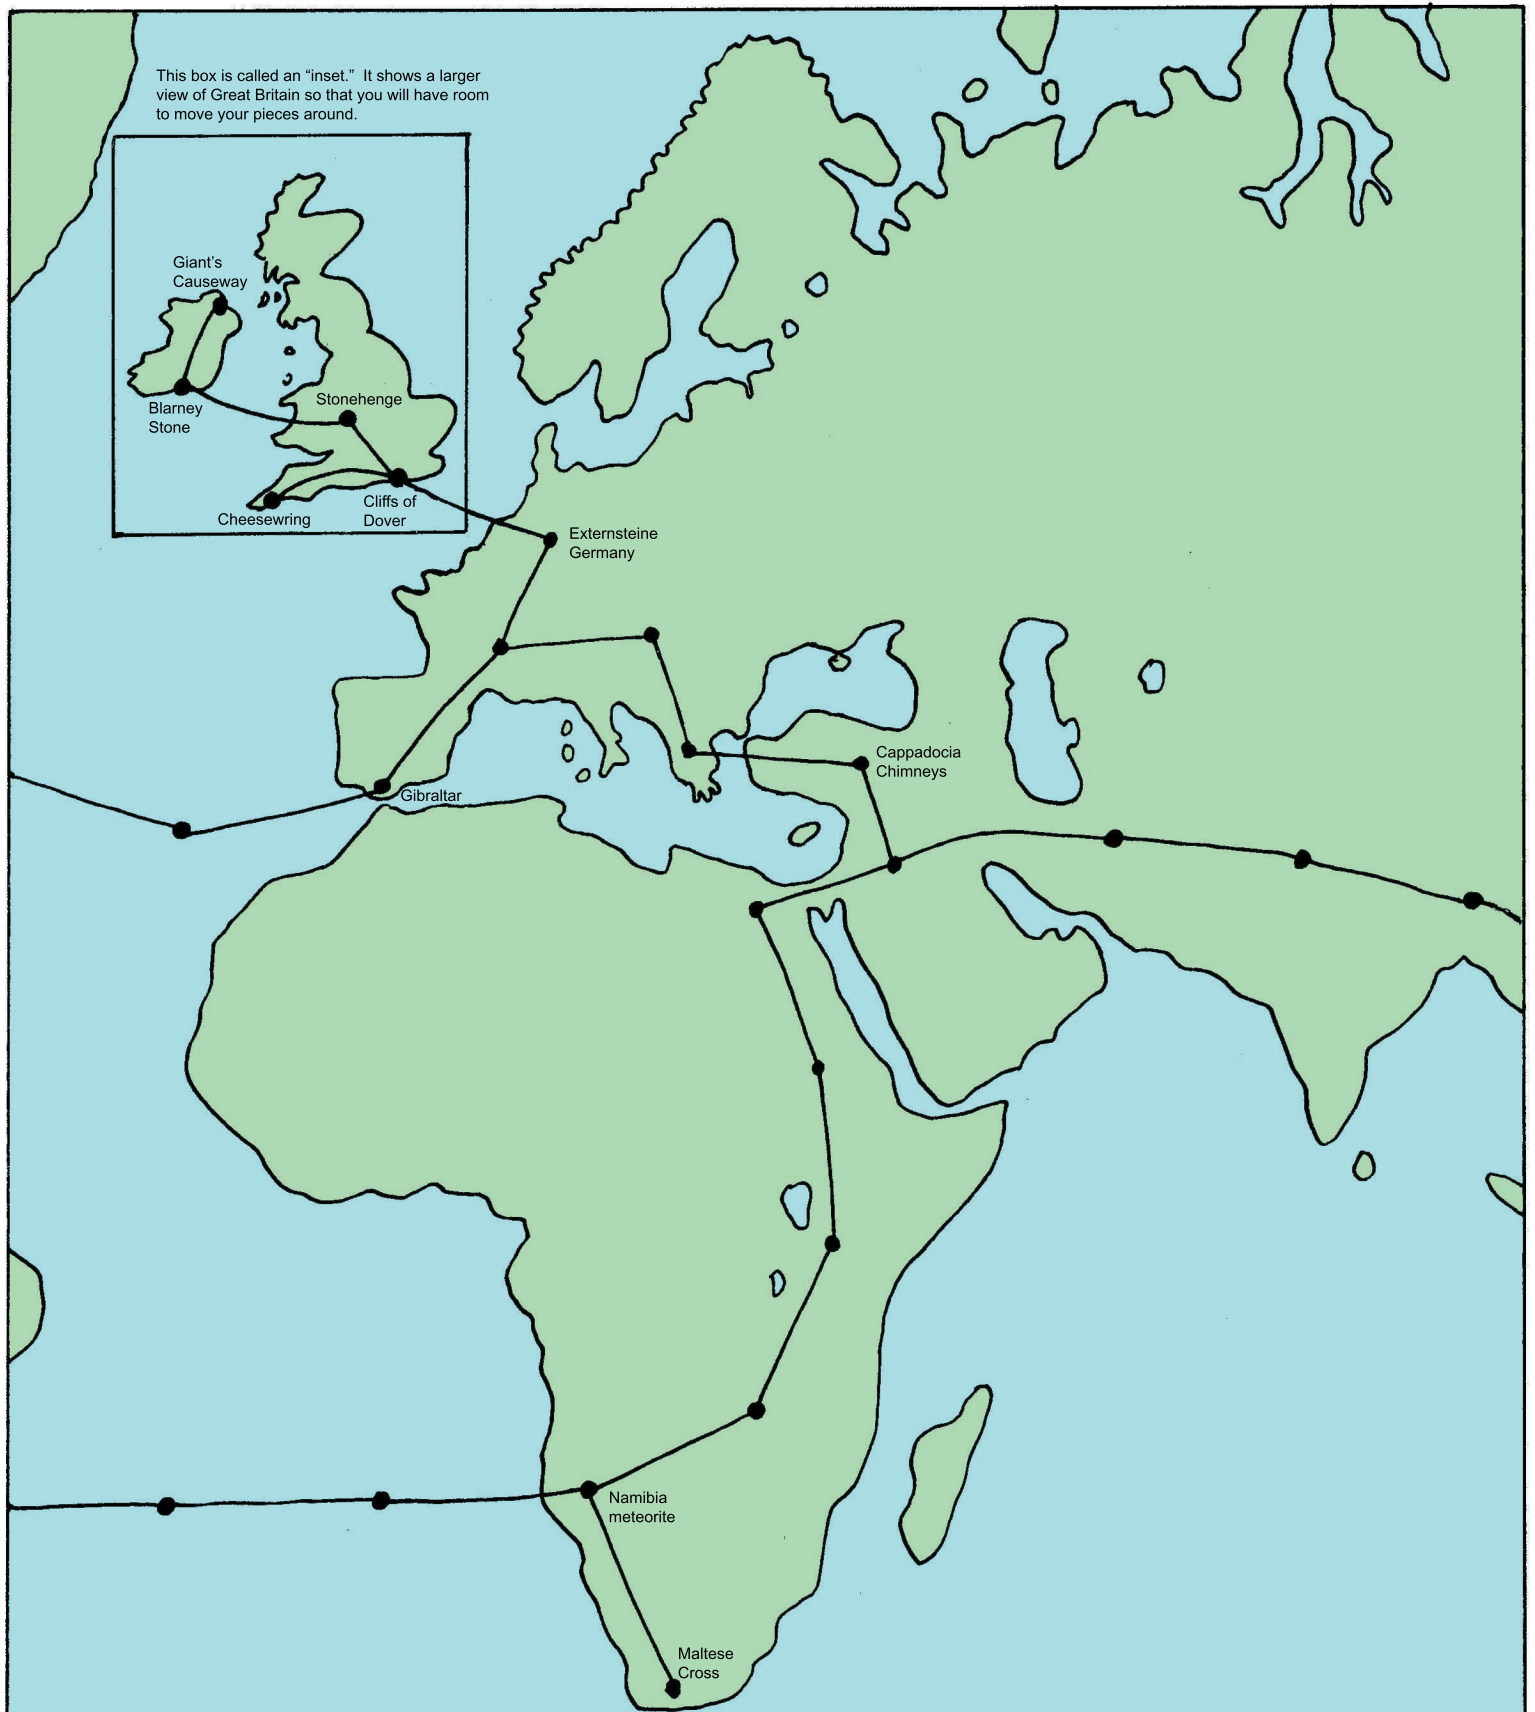 This box is called an “inset.”  It shows a larger
view of Great Britain so that you will have room
to move your pieces around.
Giant’s
Causeway
Stonehenge
Blarney
Stone
Cliffs of
Dover
Cheesewring
Externsteine
Germany
Cappadocia
Chimneys
Gibraltar
Namibia
meteorite
Maltese
Cross